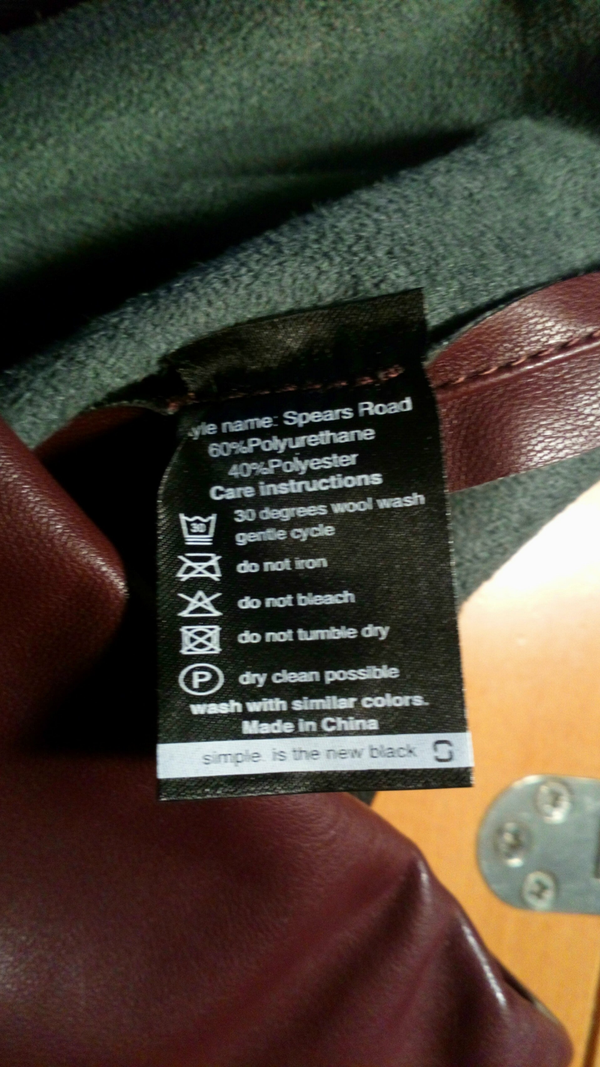 yle name: Spears Road
60%Polyurethane
40%Polyester
Care instructions
30
30 degrees wool wash
gentle cycle
do not iron
do not bleach
do not tumble dry
P
dry clean possible
wash with similar colors.
Made in China
simple. is the new black